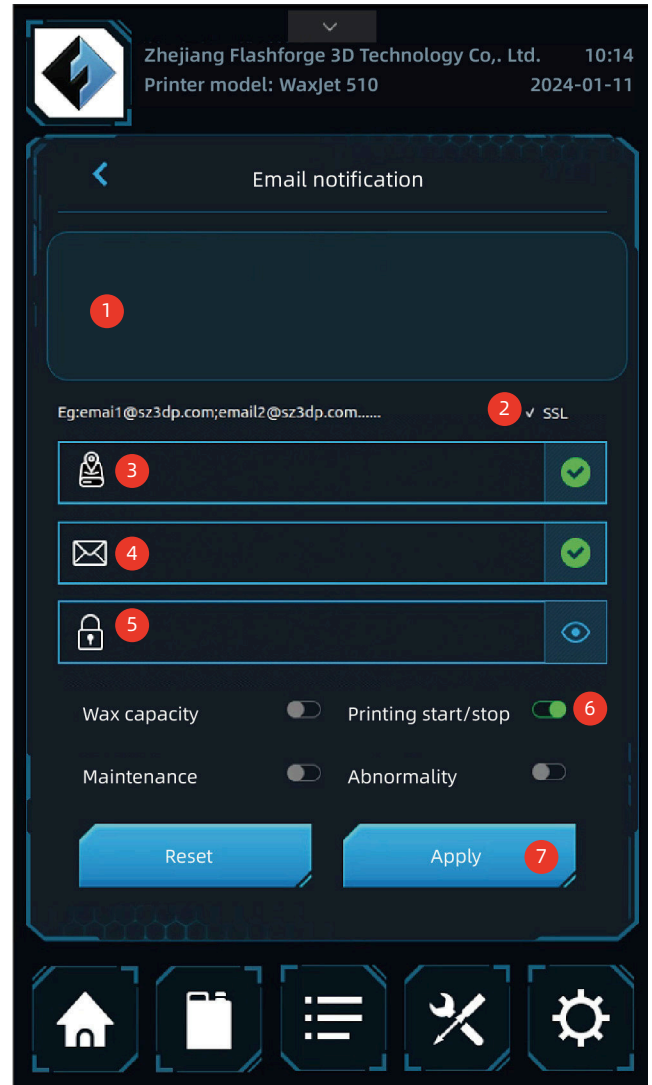 Zhejiang Flashforge 3D Technology Co,. Ltd. 10:14
Printer model: WaxJet 510 2024-01-11
Email notification
1
Eg:emai1@sz3dp.com;email2@sz3dp.com...... 2 ✓ SSL
3
4
5
Wax capacity Printing start/stop 6
Maintenance Abnormality
Reset Apply 7